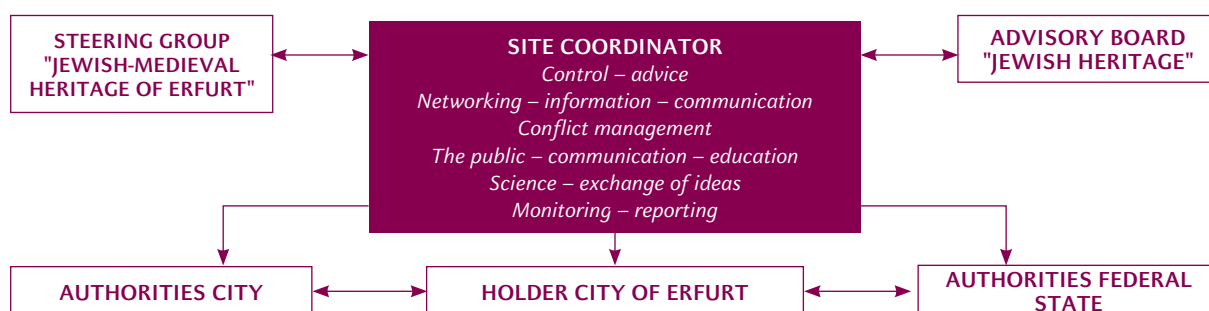 STEERING GROUP
"JEWISH-MEDIEVAL
HERITAGE OF ERFURT"
SITE COORDINATOR
Control – advice
Networking – information – communication
Conflict management
The public – communication – education
Science – exchange of ideas
Monitoring – reporting
ADVISORY BOARD
"JEWISH HERITAGE"
AUTHORITIES CITY
HOLDER CITY OF ERFURT
AUTHORITIES FEDERAL
STATE